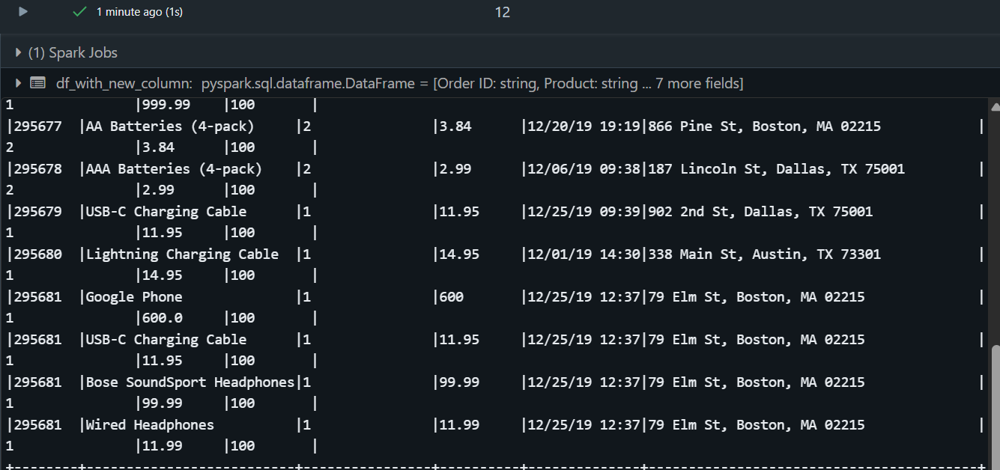 1 minute ago (1s) 12
(1) Spark Jobs
df_with_new_column: pyspark.sql.dataframe.DataFrame = [Order ID: string, Product: string ... 7 more fields]
1 |999.99 |100 |
|295677 |AA Batteries (4-pack) |2 |3.84 |12/20/19 19:19|866 Pine St, Boston, MA 02215 |
2 |3.84 |100 |
|295678 |AAA Batteries (4-pack) |2 |2.99 |12/06/19 09:38|187 Lincoln St, Dallas, TX 75001 |
2 |2.99 |100 |
|295679 |USB-C Charging Cable |1 |11.95 |12/25/19 09:39|902 2nd St, Dallas, TX 75001 |
1 |11.95 |100 |
|295680 |Lightning Charging Cable |1 |14.95 |12/01/19 14:30|338 Main St, Austin, TX 73301 |
1 |14.95 |100 |
|295681 |Google Phone |1 |600 |12/25/19 12:37|79 Elm St, Boston, MA 02215 |
1 |600.0 |100 |
|295681 |USB-C Charging Cable |1 |11.95 |12/25/19 12:37|79 Elm St, Boston, MA 02215 |
1 |11.95 |100 |
|295681 |Bose SoundSport Headphones|1 |99.99 |12/25/19 12:37|79 Elm St, Boston, MA 02215 |
1 |99.99 |100 |
|295681 |Wired Headphones |1 |11.99 |12/25/19 12:37|79 Elm St, Boston, MA 02215 |
1 |11.99 |100 |
+--------+--------------------------+----------------+----------+--------------+------------------------------------------+